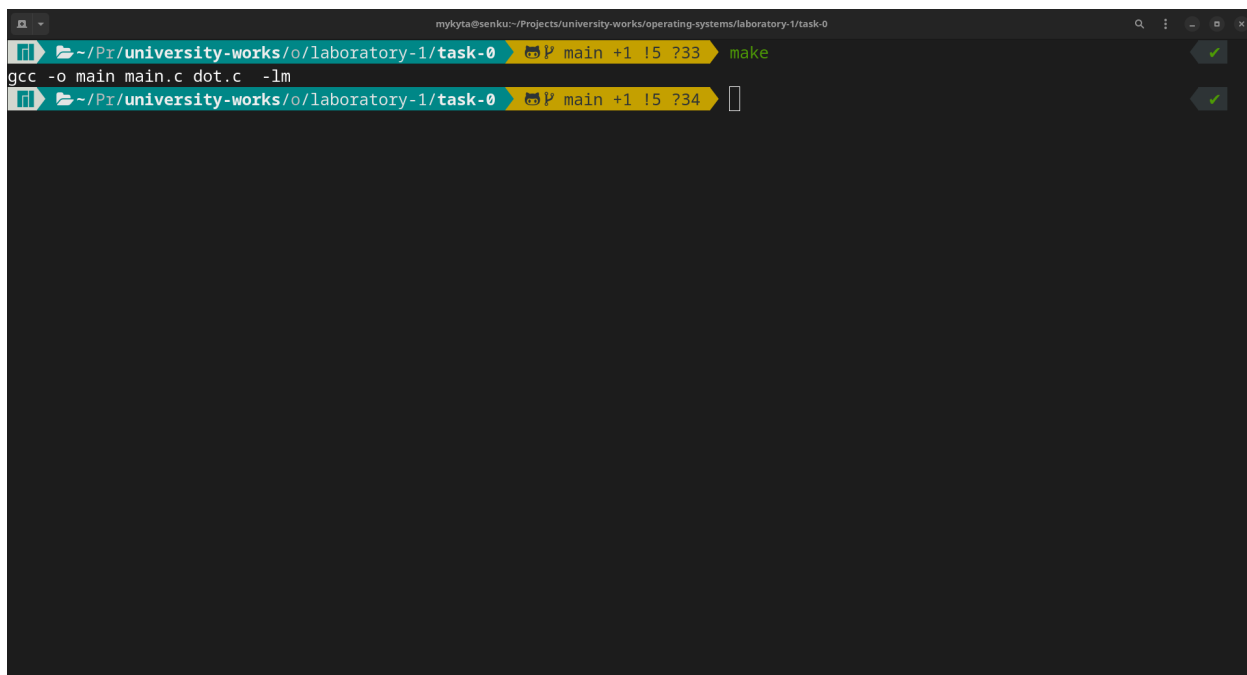 mykyta@senku:~/Projects/university-works/operating-systems/laboratory-1/task-0
~/Pr/university-works/o/laboratory-1/task-0 main +1 !5 ?33 make ✔
gcc -o main main.c dot.c  -lm
~/Pr/university-works/o/laboratory-1/task-0 main +1 !5 ?34 ✔